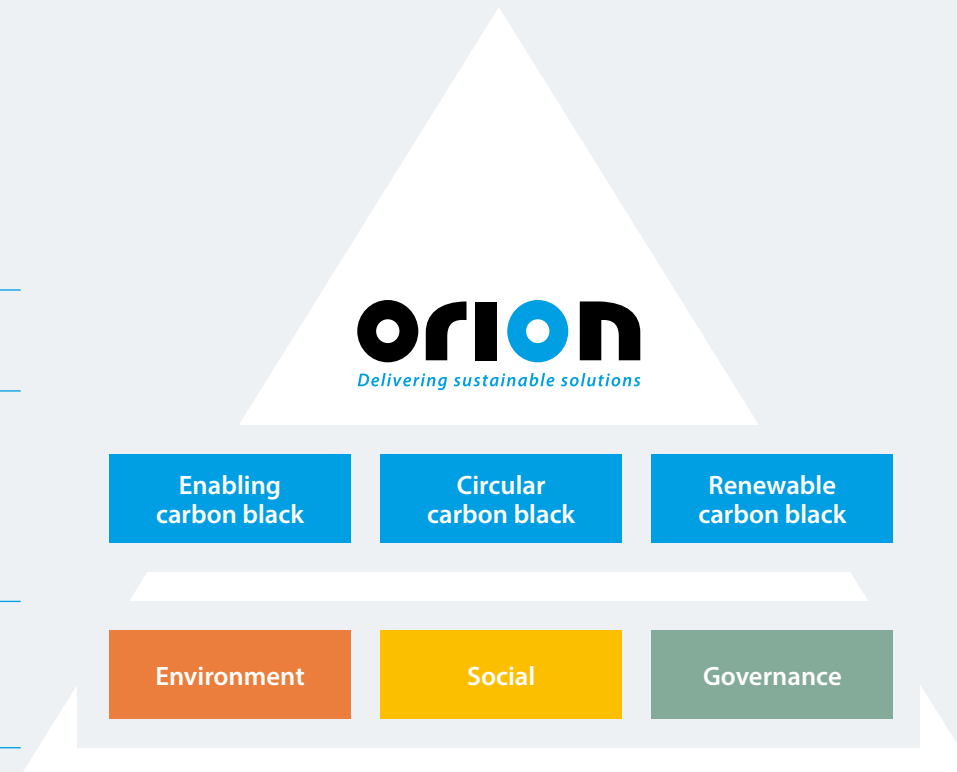 orion
Delivering sustainable solutions
Enabling
carbon black
Circular
carbon black
Renewable
carbon black
Environment
Social
Governance